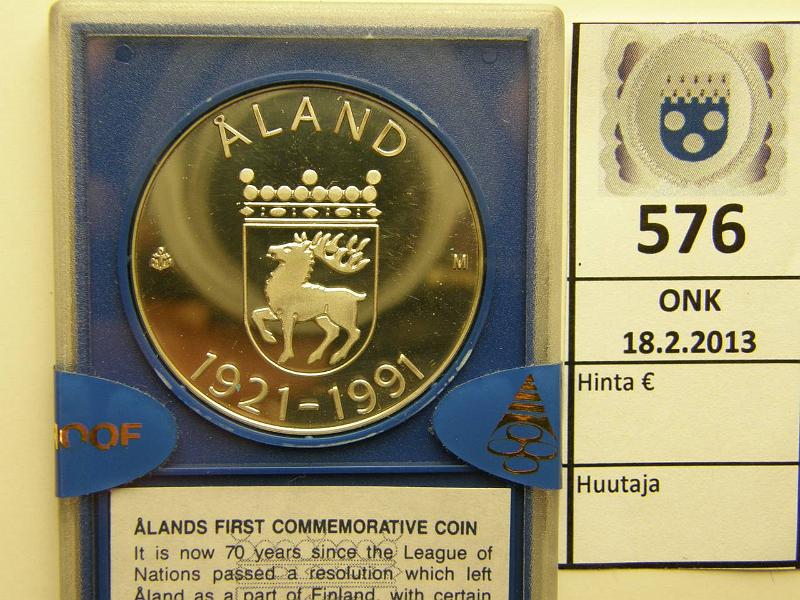 ÅLAND
M
1921-1991
OOF
ÅLANDS FIRST COMMEMORATIVE COIN
It is now 70 years since the League of
Nations passed a resolution which left
Åland as a part of Finland, with certain
576
ONK
18.2.2013
Hinta €
Huutaja